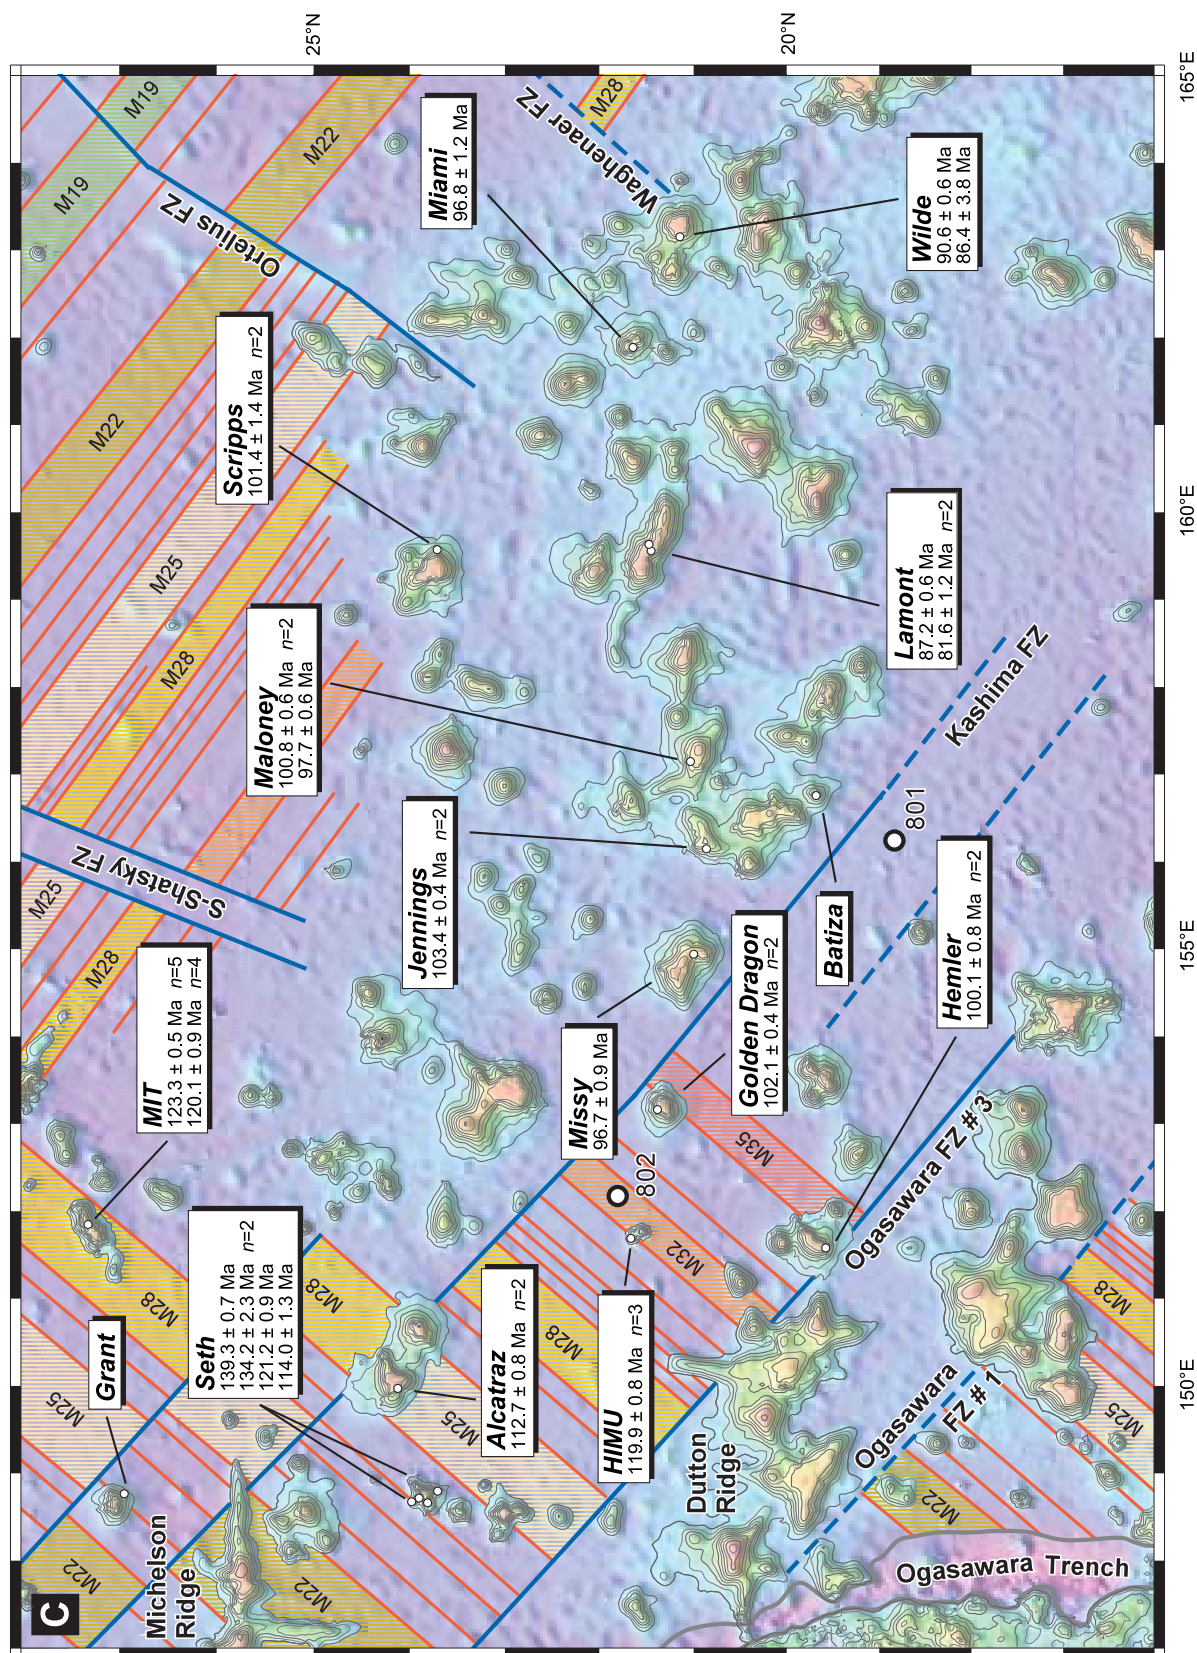 C
25°N
20°N
165°E
160°E
155°E
150°E
M19
M19
M22
M22
M25
M28
M28
Ortelius FZ
Waghenaer FZ
Miami
96.8 ± 1.2 Ma
Wilde
90.6 ± 0.6 Ma
86.4 ± 3.8 Ma
Scripps
101.4 ± 1.4 Ma n=2
Maloney
100.8 ± 0.6 Ma n=2
97.7 ± 0.6 Ma
Lamont
87.2 ± 0.6 Ma
81.6 ± 1.2 Ma n=2
Kashima FZ
Jennings
103.4 ± 0.4 Ma n=2
S-Shatsky FZ
M25
M28
801
Batiza
Hemler
100.1 ± 0.8 Ma n=2
Golden Dragon
102.1 ± 0.4 Ma n=2
Missy
96.7 ± 0.9 Ma
MIT
123.3 ± 0.5 Ma n=5
120.1 ± 0.9 Ma n=4
802
M35
M32
Ogasawara FZ # 3
Seth
139.3 ± 0.7 Ma
134.2 ± 2.3 Ma n=2
121.2 ± 0.9 Ma
114.0 ± 1.3 Ma
Grant
M28
M28
M28
M28
M25
M25
M25
Alcatraz
112.7 ± 0.8 Ma n=2
HIMU
119.9 ± 0.8 Ma n=3
Dutton
Ridge
Ogasawara
FZ # 1
M22
M22
M22
Michelson
Ridge
Ogasawara Trench